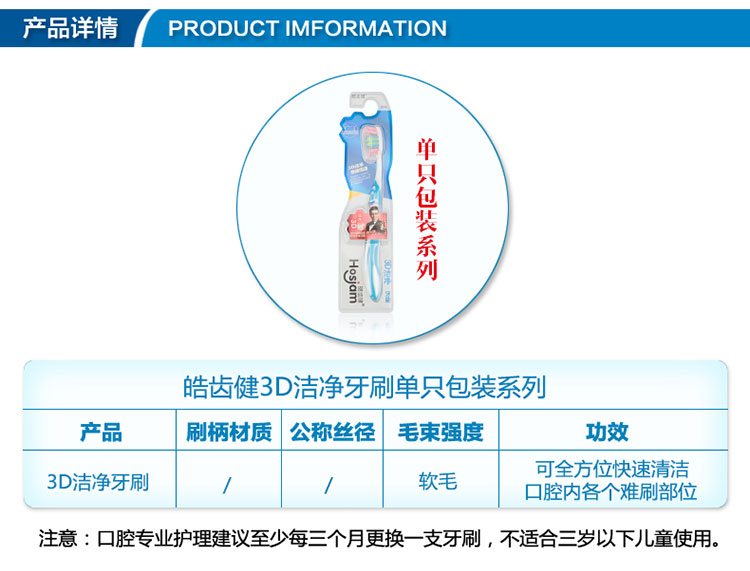 产品详情
PRODUCT IMFORMATION
单只包装系列
Hosjam
皓齿健3D洁净牙刷单只包装系列
产品 刷柄材质 公称丝径 毛束强度 功效
3D洁净牙刷 / / 软毛 可全方位快速清洁
口腔内各个难刷部位
注意：口腔专业护理建议至少每三个月更换一支牙刷，不适合三岁以下儿童使用。